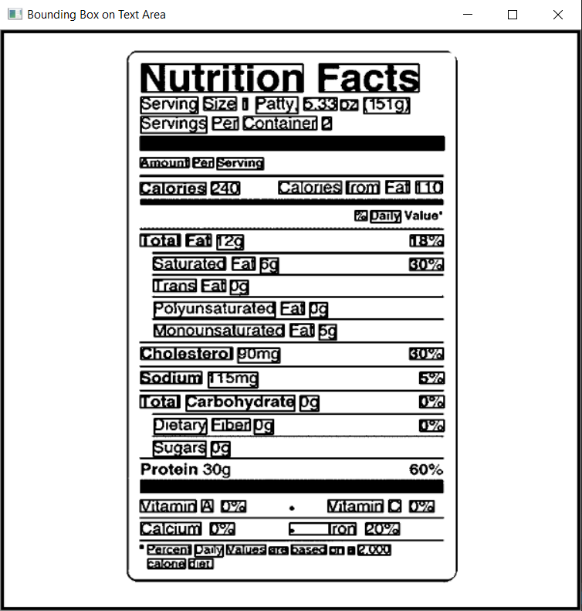 Bounding Box on Text Area
Nutrition Facts
Serving Size 1 Patty, 5.33 oz (151g)
Servings Per Container 2
Amount Per Serving
Calories 240 Calories from Fat 110
% Daily Value*
Total Fat 12g 18%
Saturated Fat 6g 30%
Trans Fat 0g
Polyunsaturated Fat 0g
Monounsaturated Fat 5g
Cholesterol 90mg 30%
Sodium 115mg 5%
Total Carbohydrate 0g 0%
Dietary Fiber 0g 0%
Sugars 0g
Protein 30g 60%
Vitamin A 0% • Vitamin C 0%
Calcium 0% • Iron 20%
* Percent Daily Values are based on a 2,000
calorie diet.